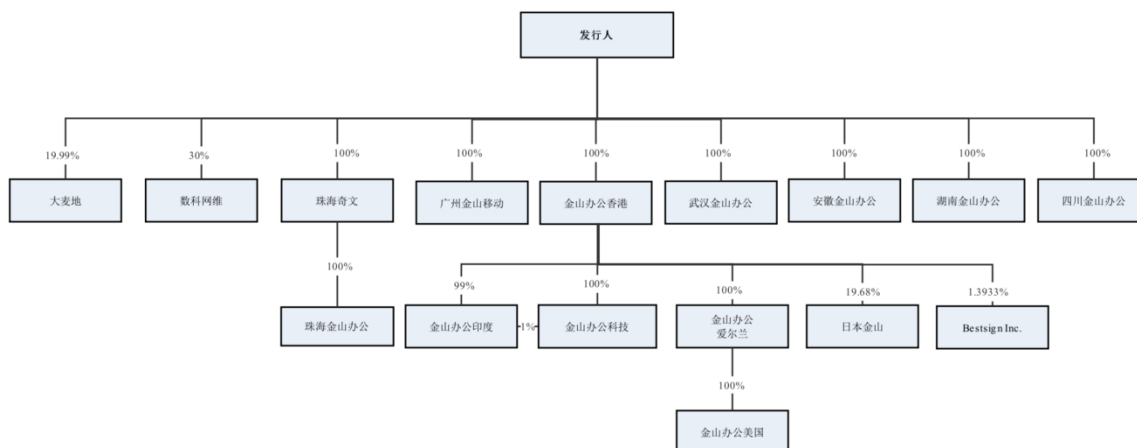 发行人
19.99%
30%
100%
100%
100%
100%
100%
100%
100%
大麦地
数科网维
珠海奇文
广州金山移动
金山办公香港
武汉金山办公
安徽金山办公
湖南金山办公
四川金山办公
100%
99%
100%
100%
19.68%
1.3933%
珠海金山办公
金山办公印度
1%
金山办公科技
金山办公
爱尔兰
日本金山
Bestsign Inc.
100%
金山办公美国